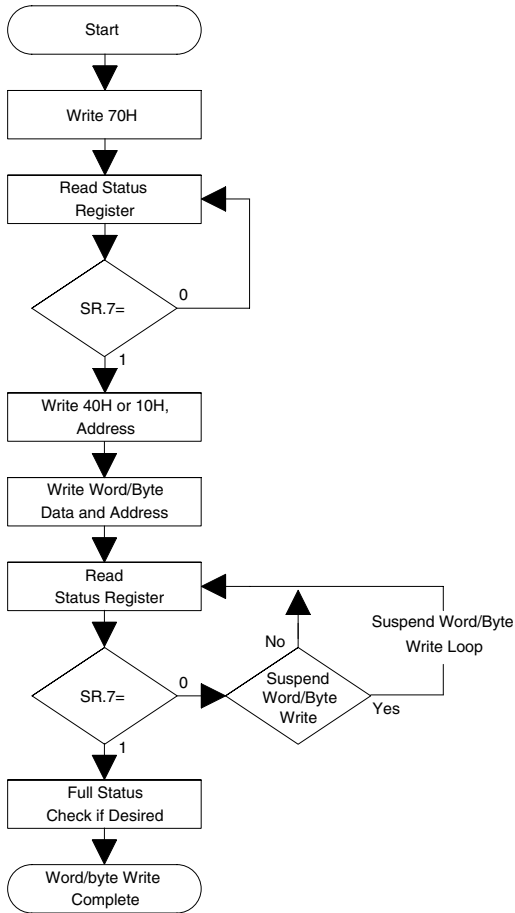 Start
Write 70H
Read Status
Register
SR.7=
0
1
Write 40H or 10H,
Address
Write Word/Byte
Data and Address
Read
Status Register
Suspend Word/Byte
Write Loop
No
SR.7=
0
Suspend
Word/Byte
Write
Yes
1
Full Status
Check if Desired
Word/byte Write
Complete